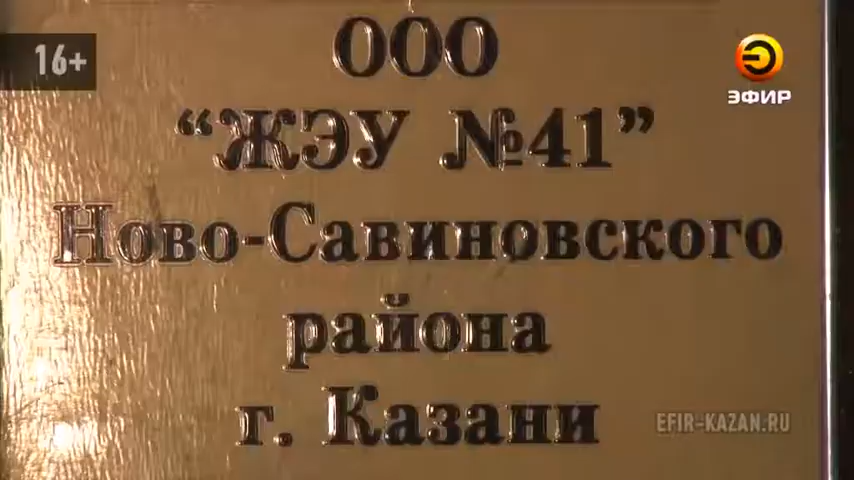 16+
ООО
ЭФИР
“ЖЭУ №41”
Ново-Савиновского
района
г. Казани
EFIR-KAZAN.RU